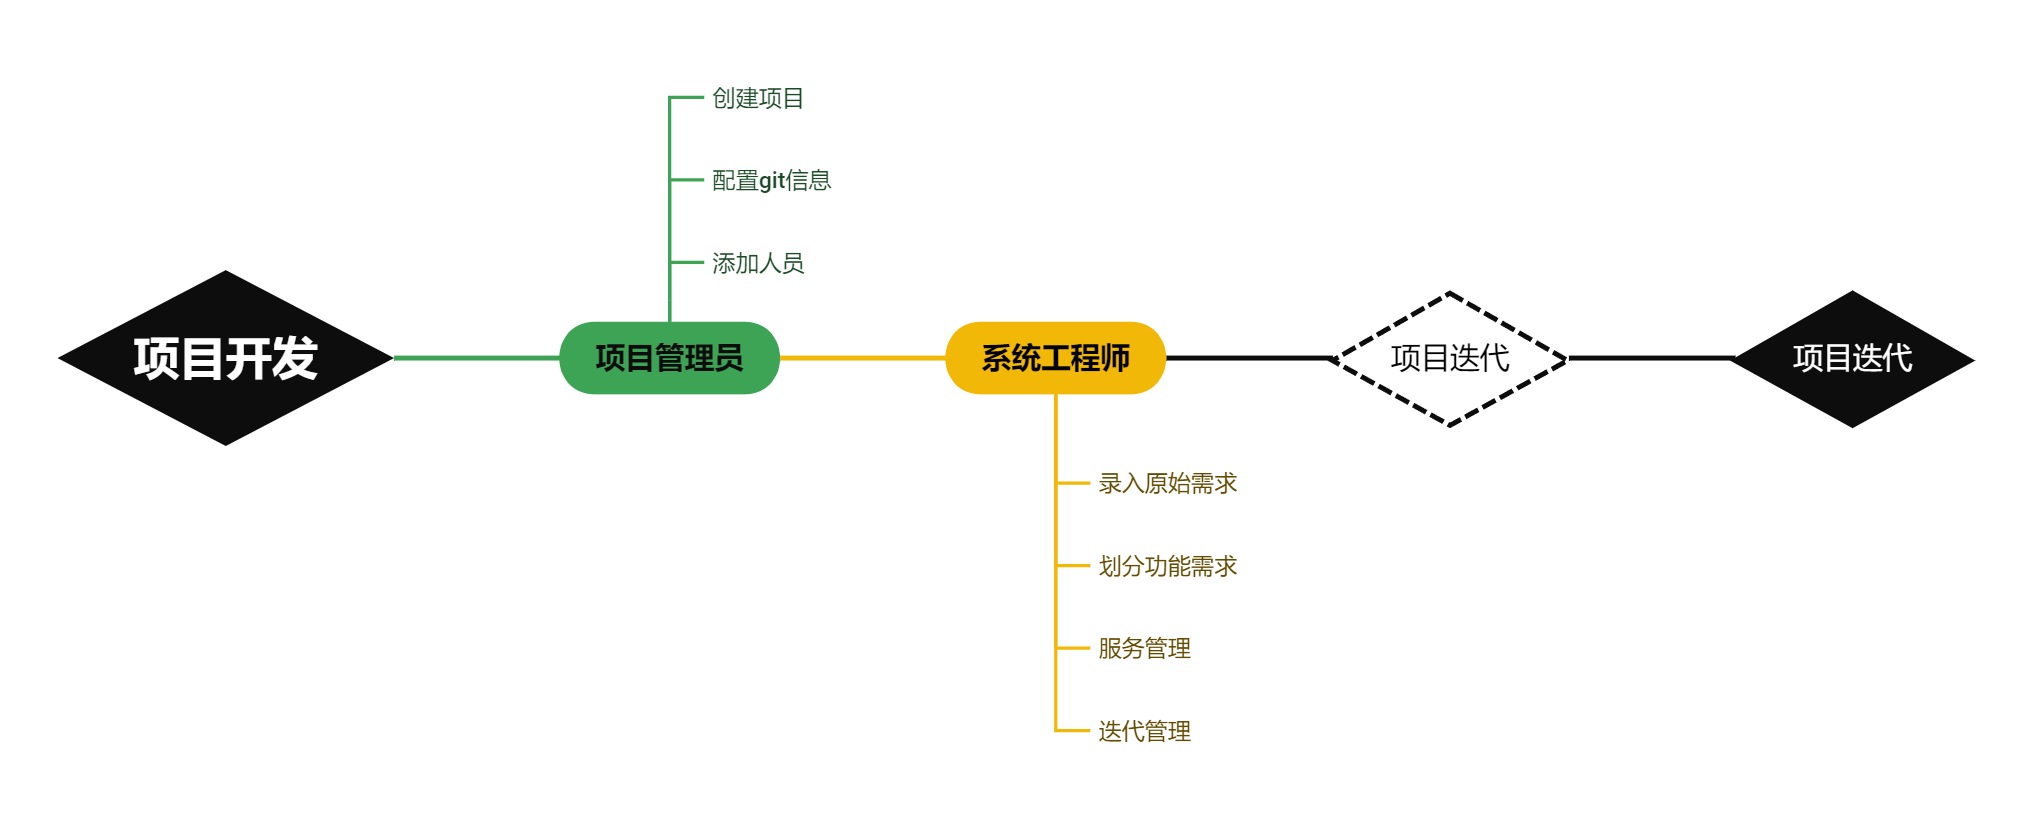 创建项目
配置git信息
添加人员
项目开发
项目管理员
系统工程师
项目迭代
项目迭代
录入原始需求
划分功能需求
服务管理
迭代管理